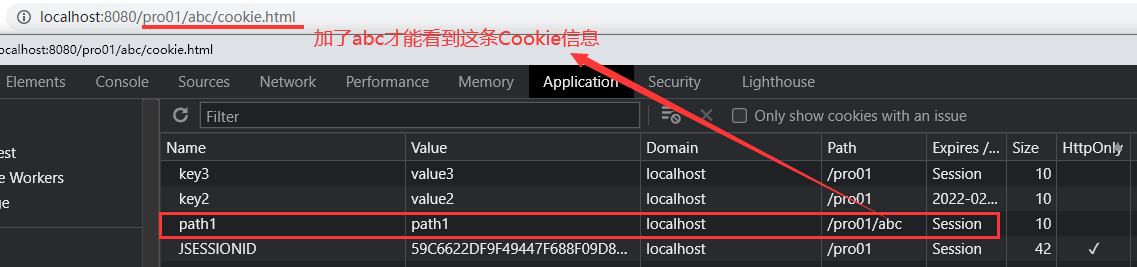 localhost:8080/pro01/abc/cookie.html
加了abc才能看到这条Cookie信息
ocalhost:8080/pro01/abc/cookie.html
Elements Console Sources Network Performance Memory Application Security Lighthouse
Filter Only show cookies with an issue
Name Value Domain Path Expires /... Size HttpOnly
key3 value3 localhost /pro01 Session 10
est
key2 value2 localhost /pro01 2022-02... 10
e Workers
ge
path1 path1 localhost /pro01/abc Session 10
JSESSIONID 59C6622DF9F49447F688F09D8... localhost /pro01 Session 42 ✓